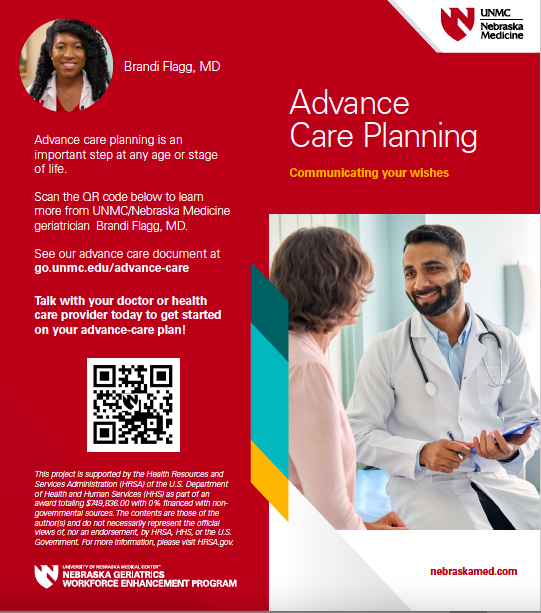 Brandi Flagg, MD
Advance care planning is an
important step at any age or stage
of life.
Scan the QR code below to learn
more from UNMC/Nebraska Medicine
geriatrician Brandi Flagg, MD.
See our advance care document at
go.unmc.edu/advance-care
Talk with your doctor or health
care provider today to get started
on your advance-care plan!
This project is supported by the Health Resources and
Services Administration (HRSA) of the U.S. Department
of Health and Human Services (HHS) as part of an
award totaling $749,836.00 with 0% financed with non-
governmental sources. The contents are those of the
author(s) and do not necessarily represent the official
views of, nor an endorsement, by HRSA, HHS, or the U.S.
Government. For more information, please visit HRSA.gov.
UNIVERSITY OF NEBRASKA MEDICAL CENTER
NEBRASKA GERIATRICS
WORKFORCE ENHANCEMENT PROGRAM
UNMC
Nebraska
Medicine
Advance
Care Planning
Communicating your wishes
nebraskamed.com